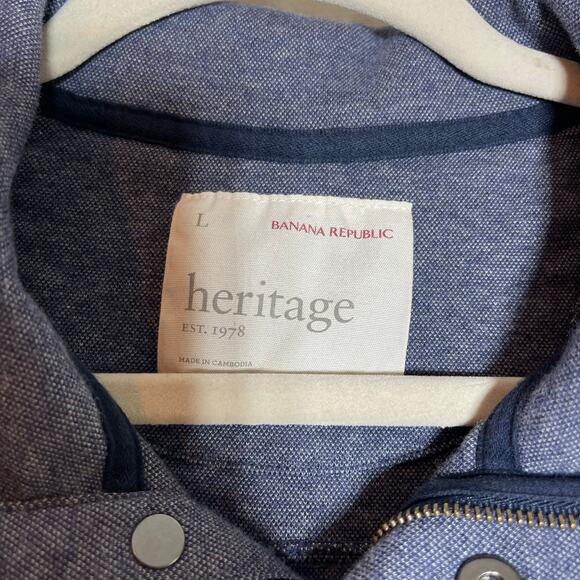 L BANANA REPUBLIC
heritage
EST. 1978
MADE IN CAMBODIA